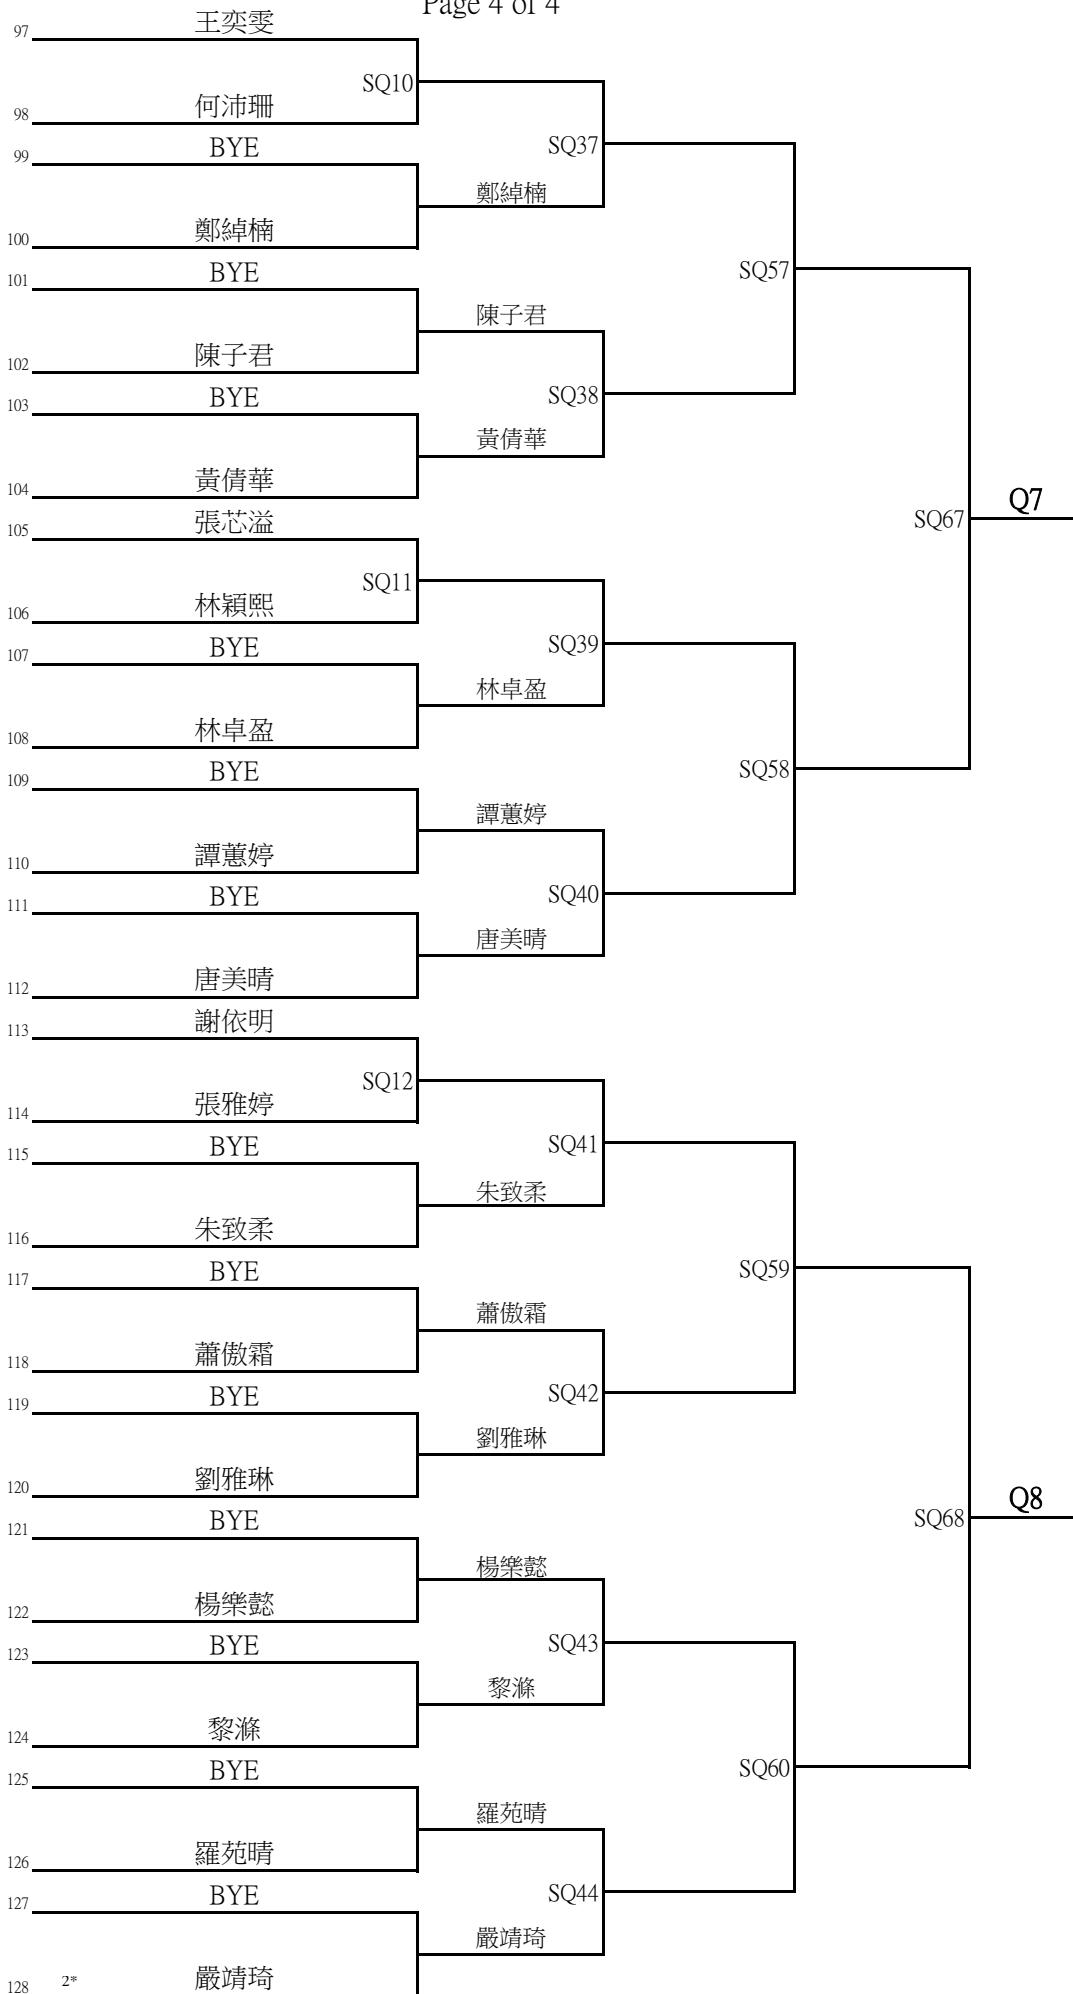 Page 4 of 4
97 王奕雯
SQ10
98 何沛珊
99 BYE
SQ37
鄭綽楠
100 鄭綽楠
101 BYE
SQ57
陳子君
102 陳子君
103 BYE
SQ38
黃倩華
104 黃倩華
105 張芯溢
SQ67 Q7
SQ11
106 林穎熙
107 BYE
SQ39
林卓盈
108 林卓盈
109 BYE
SQ58
譚蕙婷
110 譚蕙婷
111 BYE
SQ40
唐美晴
112 唐美晴
113 謝依明
SQ12
114 張雅婷
115 BYE
SQ41
朱致柔
116 朱致柔
117 BYE
SQ59
蕭傲霜
118 蕭傲霜
119 BYE
SQ42
劉雅琳
120 劉雅琳
121 BYE
SQ68 Q8
楊樂懿
122 楊樂懿
123 BYE
SQ43
黎滌
124 黎滌
125 BYE
SQ60
羅苑晴
126 羅苑晴
127 BYE
SQ44
嚴靖琦
128 2* 嚴靖琦